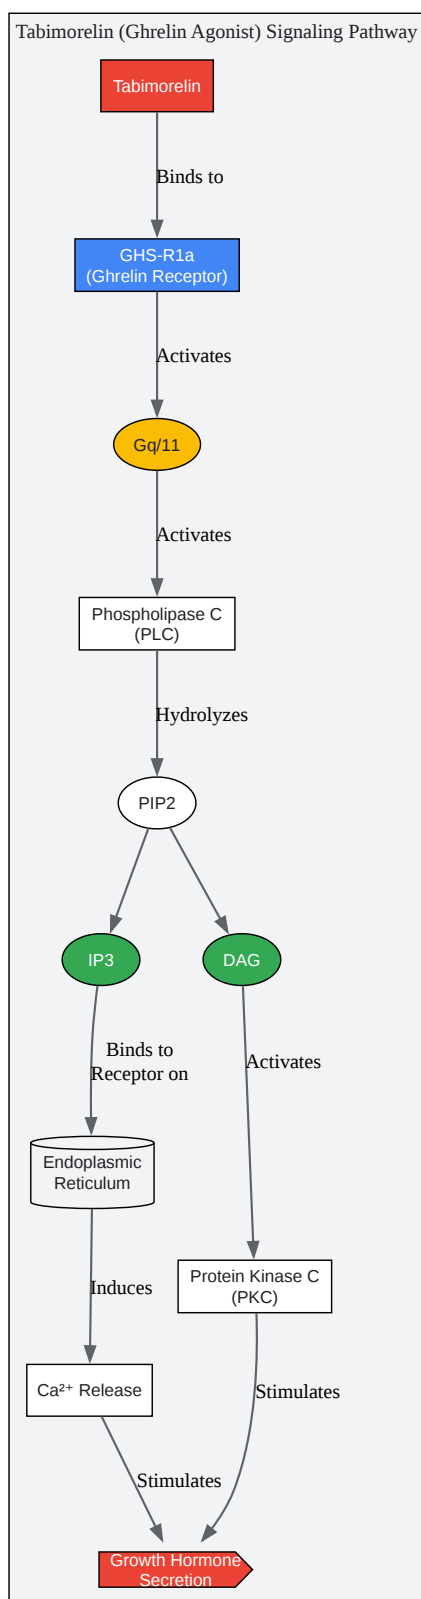 Tabimorelin (Ghrelin Agonist) Signaling Pathway
Tabimorelin
Binds to
GHS-R1a
(Ghrelin Receptor)
Activates
Gq/11
Activates
Phospholipase C
(PLC)
Hydrolyzes
PIP2
IP3
DAG
Binds to
Receptor on
Activates
Endoplasmic
Reticulum
Protein Kinase C
(PKC)
Induces
Ca²⁺ Release
Stimulates
Stimulates
Growth Hormone
Secretion